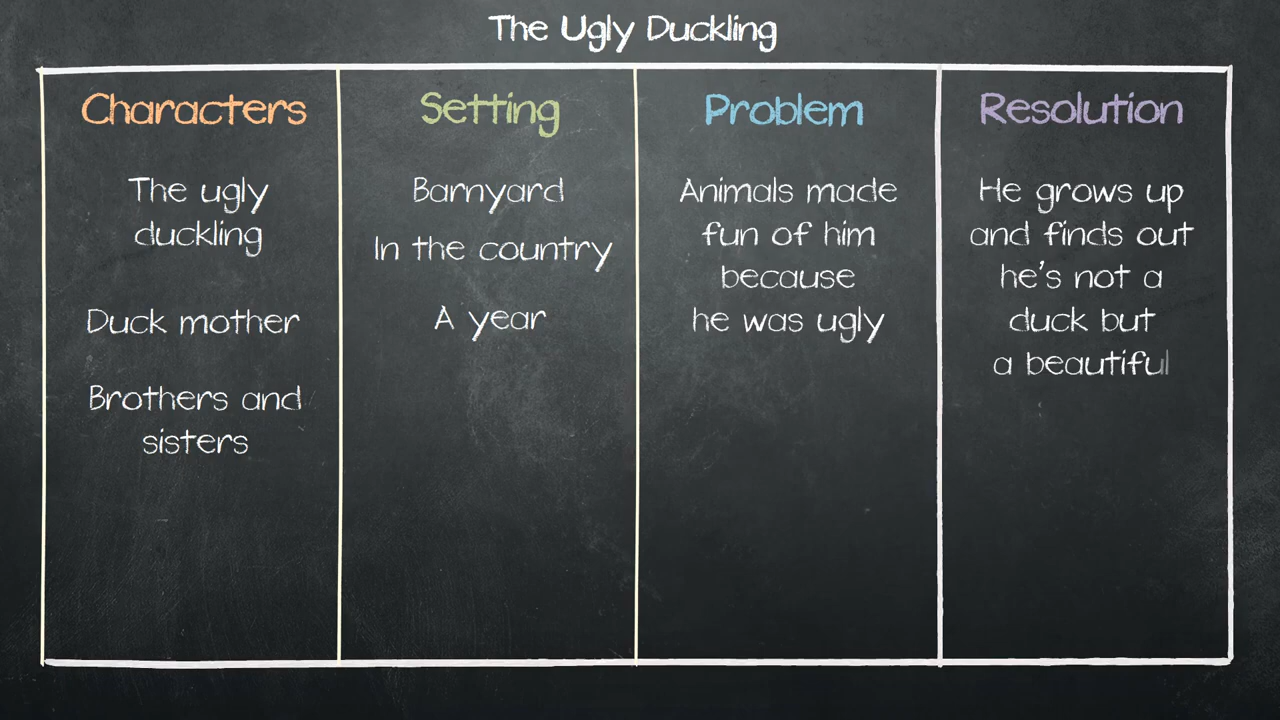 The Ugly Duckling
Characters
The ugly
duckling
Duck mother
Brothers and
sisters
Setting
Barnyard
In the country
A year
Problem
Animals made
fun of him
because
he was ugly
Resolution
He grows up
and finds out
he's not a
duck but
a beautiful